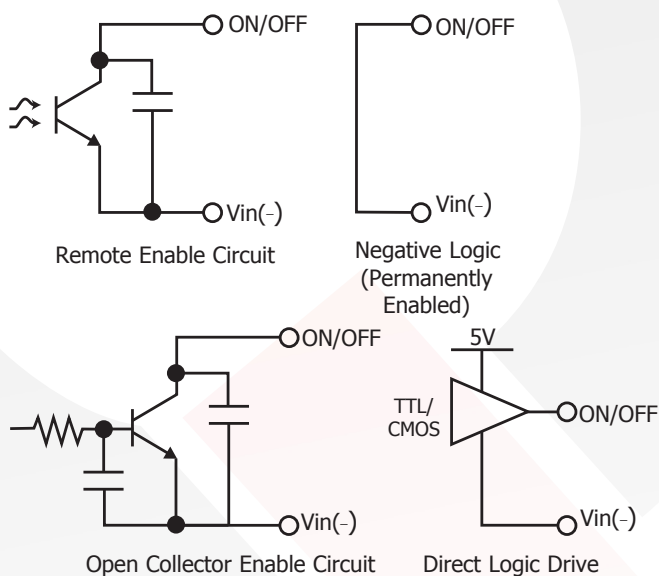 ON/OFF
Vin(-)
Remote Enable Circuit
ON/OFF
Vin(-)
Negative Logic
(Permanently
Enabled)
ON/OFF
Vin(-)
Open Collector Enable Circuit
5V
TTL/
CMOS
ON/OFF
Vin(-)
Direct Logic Drive